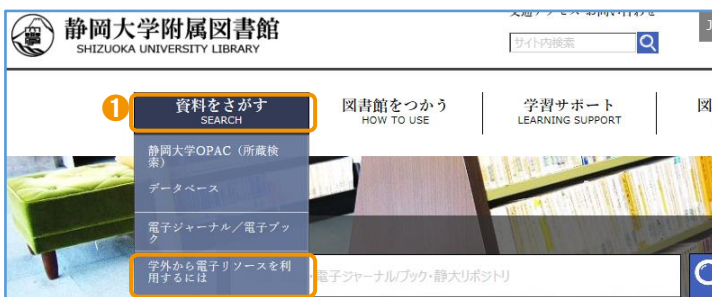 静岡大学附属図書館
SHIZUOKA UNIVERSITY LIBRARY
サイト内検索
❶
資料をさがす
SEARCH
図書館をつかう
HOW TO USE
学習サポート
LEARNING SUPPORT
図
静岡大学OPAC（所蔵検
索）
データベース
電子ジャーナル／電子ブッ
ク
学外から電子リソースを利
用するには
電子ジャーナル/ブック・静大リポジトリ